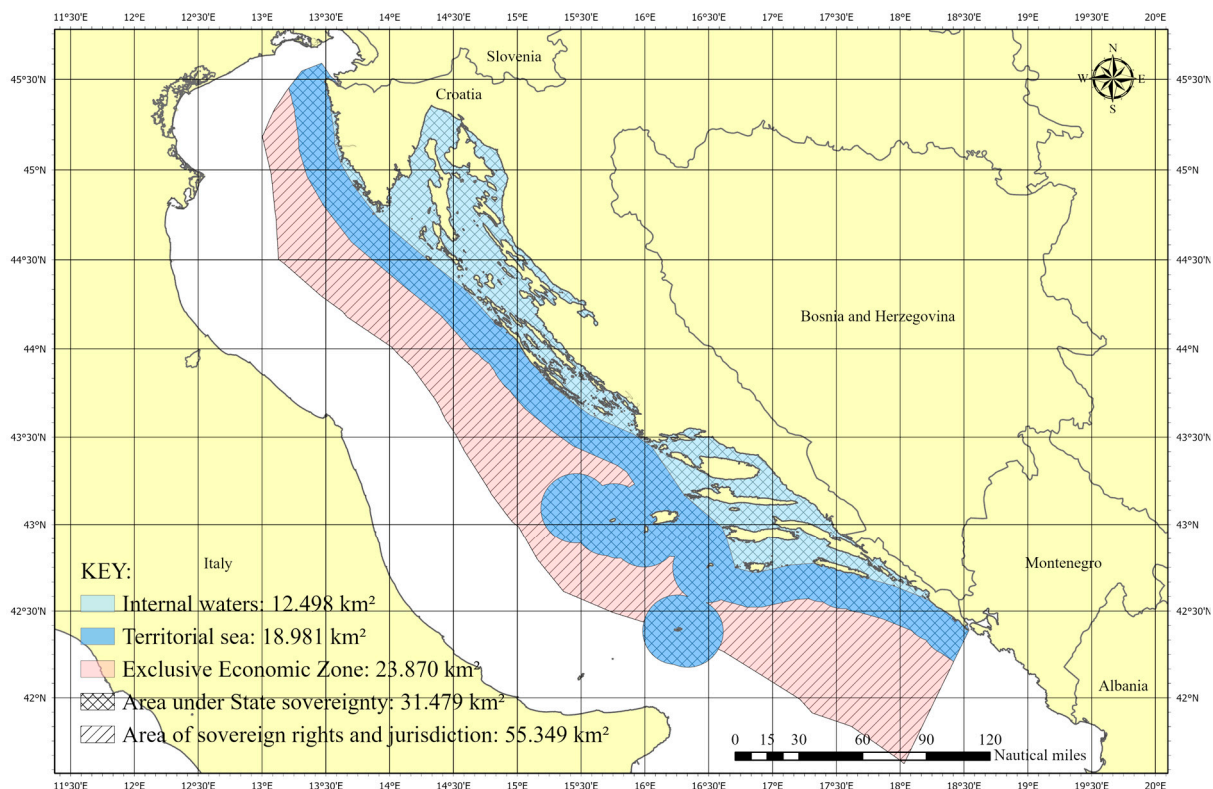 11°30'E 12°E 12°30'E 13°E 13°30'E 14°E 14°30'E 15°E 15°30'E 16°E 16°30'E 17°E 17°30'E 18°E 18°30'E 19°E 19°30'E 20°E
Slovenia
N
W E
S
45°30'N 45°30'N
Croatia
45°N 45°N
44°30'N 44°30'N
Bosnia and Herzegovina
44°N 44°N
43°30'N 43°30'N
43°N 43°N
Italy
Montenegro
KEY:
Internal waters: 12.498 km²
42°30'N 42°30'N
Territorial sea: 18.981 km²
Exclusive Economic Zone: 23.870 km²
Albania
42°N 42°N
Area under State sovereignty: 31.479 km²
Area of sovereign rights and jurisdiction: 55.349 km²
0 15 30 60 90 120
Nautical miles
11°30'E 12°E 12°30'E 13°E 13°30'E 14°E 14°30'E 15°E 15°30'E 16°E 16°30'E 17°E 17°30'E 18°E 18°30'E 19°E 19°30'E 20°E